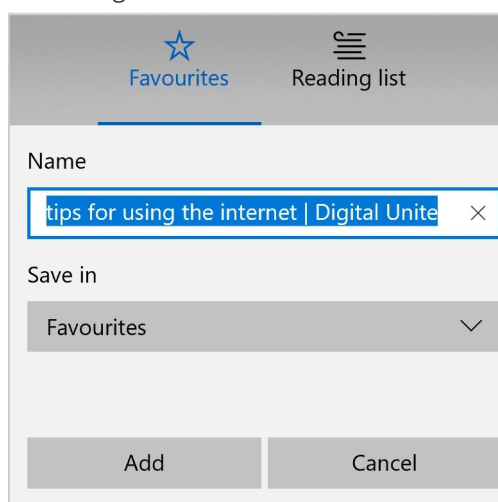 Favourites
Reading list
Name
tips for using the internet | Digital Unite
Save in
Favourites
Add
Cancel